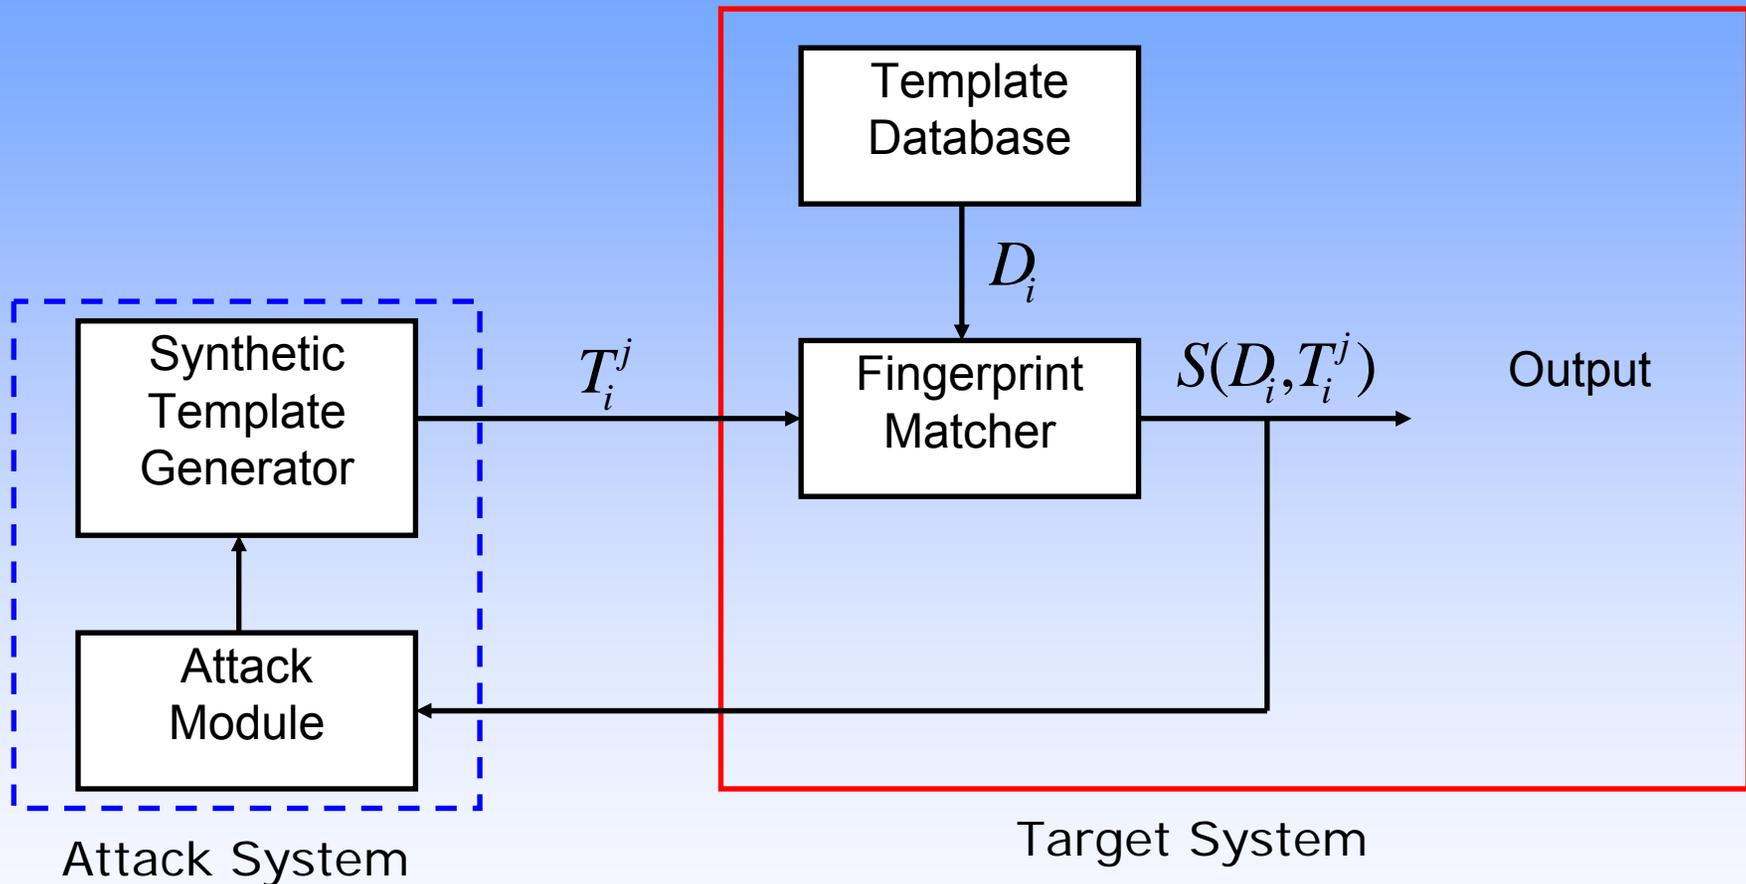 Template
Database
D_i
Synthetic
Template
Generator
T_i^j
Fingerprint
Matcher
S(D_i,T_i^j)
Output
Attack
Module
Target System
Attack System